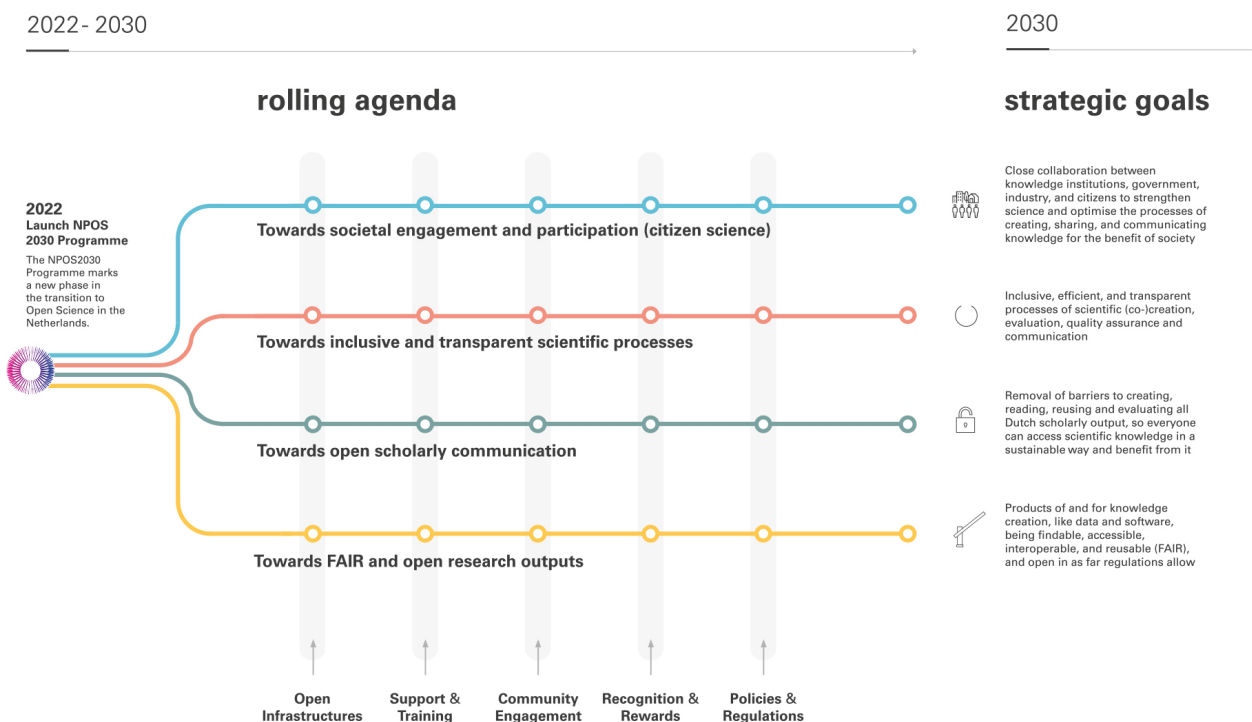 2022 - 2030
2030
rolling agenda
strategic goals
2022
Launch NPOS
2030 Programme
The NPOS2030
Programme marks
a new phase in
the transition to
Open Science in the
Netherlands.
Towards societal engagement and participation (citizen science)
Close collaboration between
knowledge institutions, government,
industry, and citizens to strengthen
science and optimise the processes of
creating, sharing, and communicating
knowledge for the benefit of society
Towards inclusive and transparent scientific processes
Inclusive, efficient, and transparent
processes of scientific (co-)creation,
evaluation, quality assurance and
communication
Towards open scholarly communication
Removal of barriers to creating,
reading, reusing and evaluating all
Dutch scholarly output, so everyone
can access scientific knowledge in a
sustainable way and benefit from it
Towards FAIR and open research outputs
Products of and for knowledge
creation, like data and software,
being findable, accessible,
interoperable, and reusable (FAIR),
and open in as far regulations allow
Open
Infrastructures
Support &
Training
Community
Engagement
Recognition &
Rewards
Policies &
Regulations